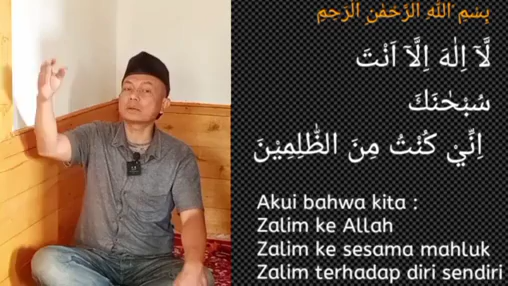 بِسْمِ اللّٰهِ الرَّحْمٰنِ الرَّحِيْمِ
لَّآ اِلٰهَ اِلَّآ اَنْتَ
سُبْحٰنَكَ
اِنِّيْ كُنْتُ مِنَ الظّٰلِمِيْنَ
Akui bahwa kita :
Zalim ke Allah
Zalim ke sesama mahluk
Zalim terhadap diri sendiri